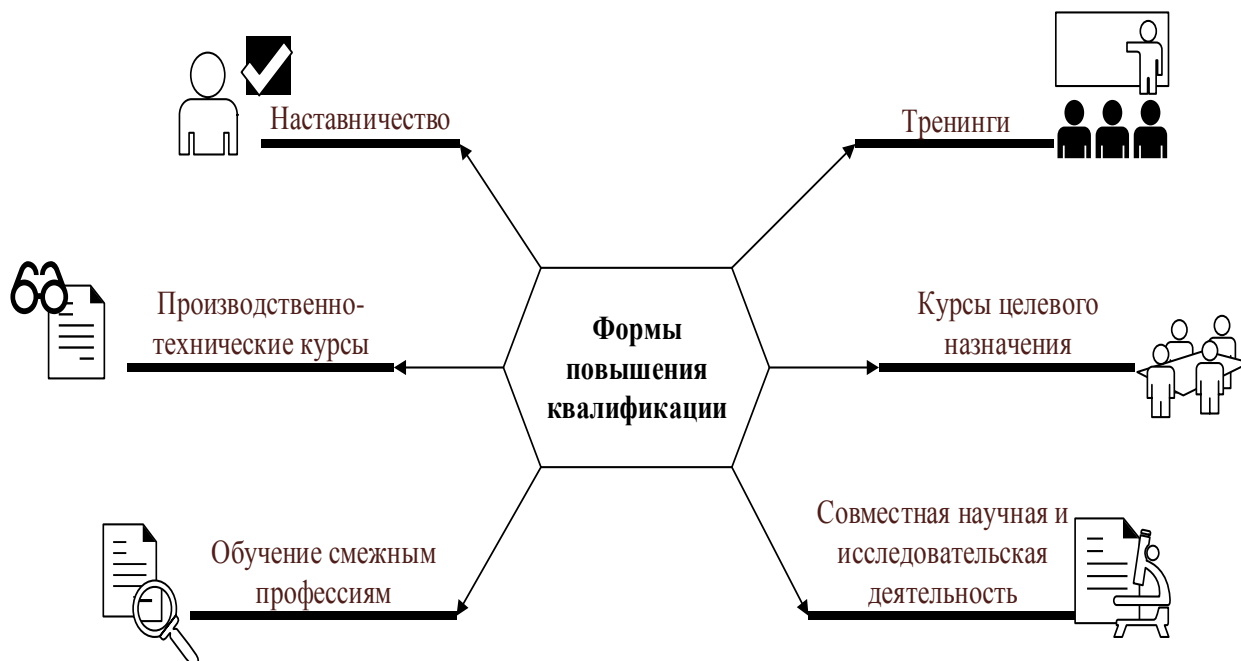 Наставничество
Тренинги
Производственно-
технические курсы
Формы
повышения
квалификации
Курсы целевого
назначения
Обучение смежным
профессиям
Совместная научная и
исследовательская
деятельность